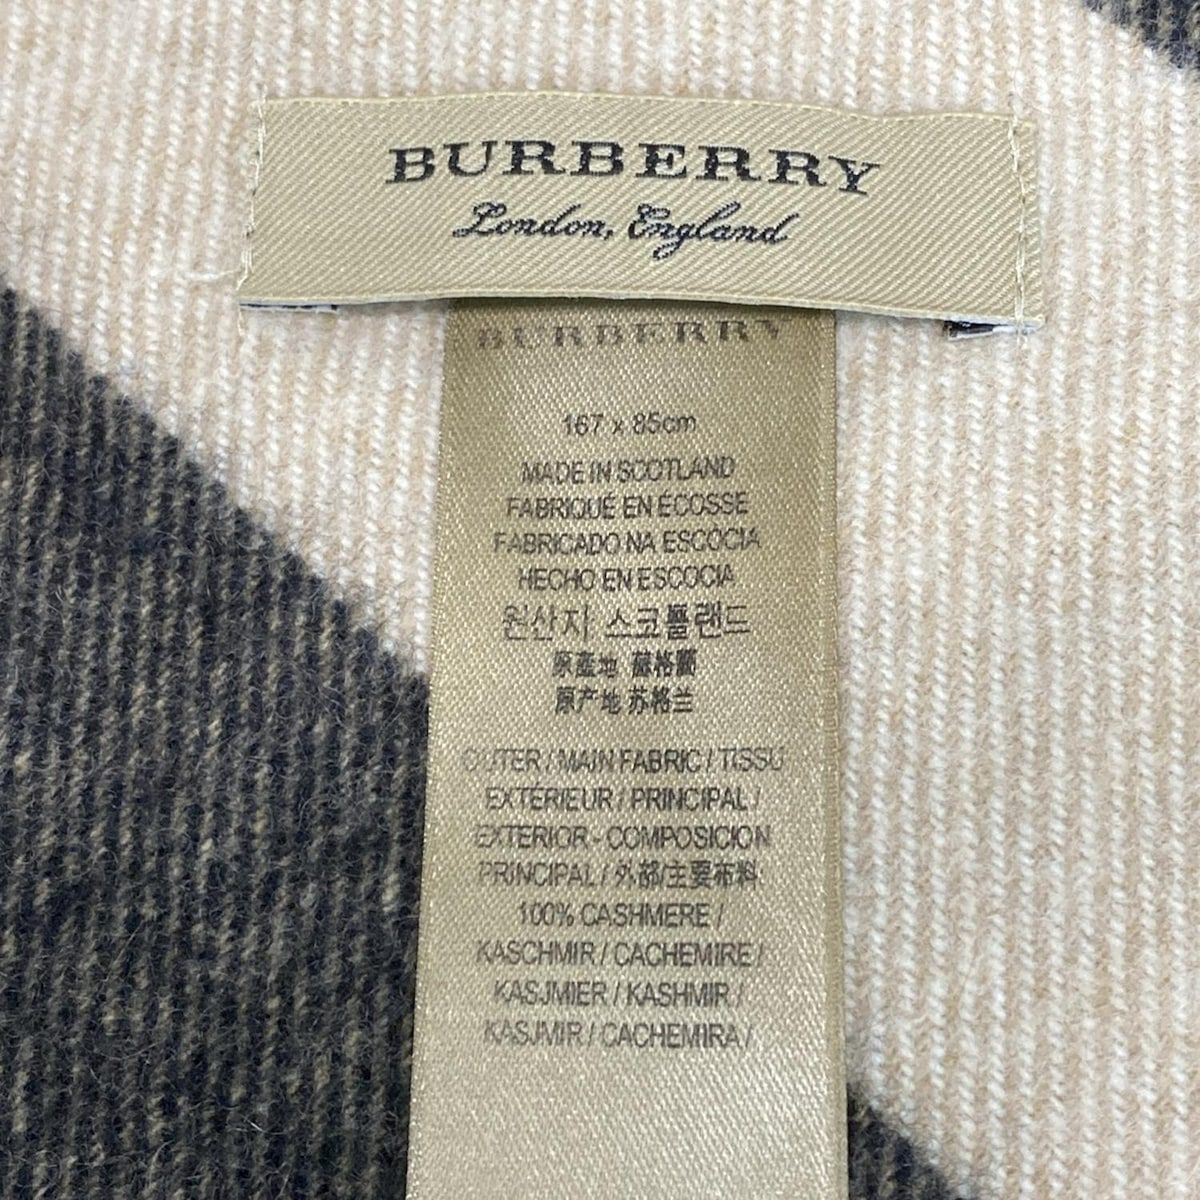 BURBERRY
London, England
BURBERRY
167 x 85cm
MADE IN SCOTLAND
FABRIQUÉ EN ÉCOSSE
FABRICADO NA ESCÓCIA
HECHO EN ESCOCIA
원산지 스코틀랜드
原產地 蘇格蘭
原产地 苏格兰
OUTER / MAIN FABRIC / TISSU
EXTÉRIEUR / PRINCIPAL /
EXTERIOR - COMPOSICION
PRINCIPAL / 外部/主要布料
100% CASHMERE /
KASCHMIR / CACHEMIRE /
KASJMIER / KASHMIR /
KASJMIR / CACHEMIRA /